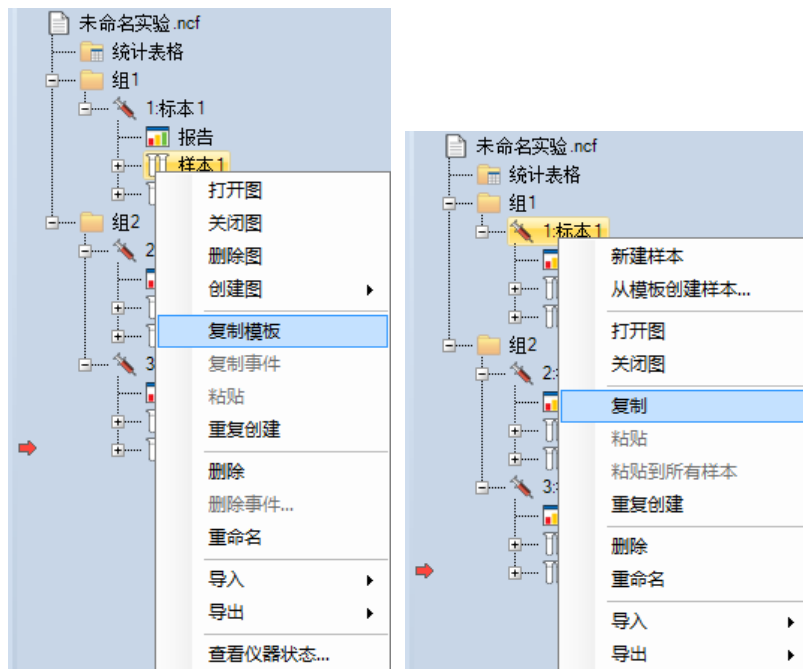 未命名实验.ncf
统计表格
组1
1:标本1
报告
样本1
组2
2
3
打开图
关闭图
删除图
创建图
复制模板
复制事件
粘贴
重复创建
删除
删除事件...
重命名
导入
导出
查看仪器状态...
未命名实验.ncf
统计表格
组1
1:标本1
组2
2:
3:
新建样本
从模板创建样本...
打开图
关闭图
复制
粘贴
粘贴到所有样本
重复创建
删除
重命名
导入
导出